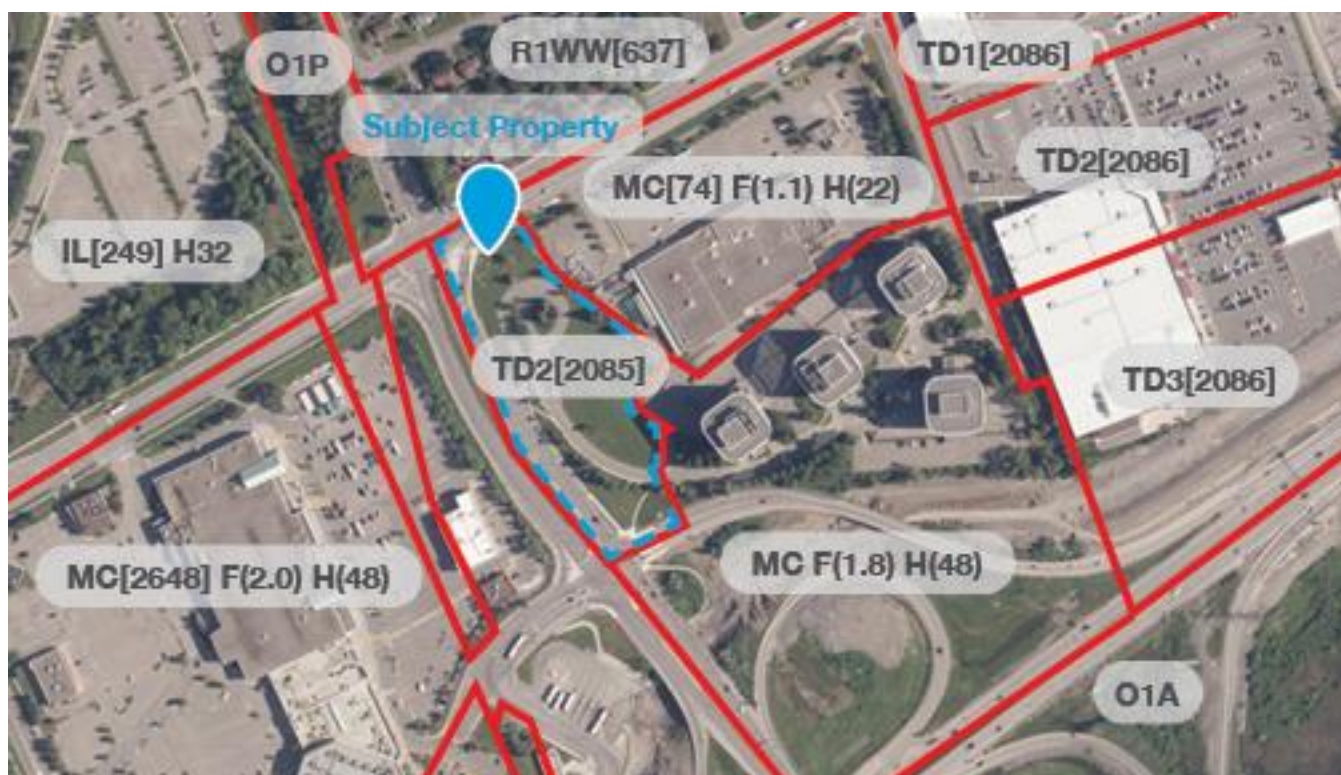 O1P
R1WW[637]
TD1[2086]
Subject Property
TD2[2086]
MC[74] F(1.1) H(22)
IL[249] H32
TD2[2085]
TD3[2086]
MC[2648] F(2.0) H(48)
MC F(1.8) H(48)
O1A